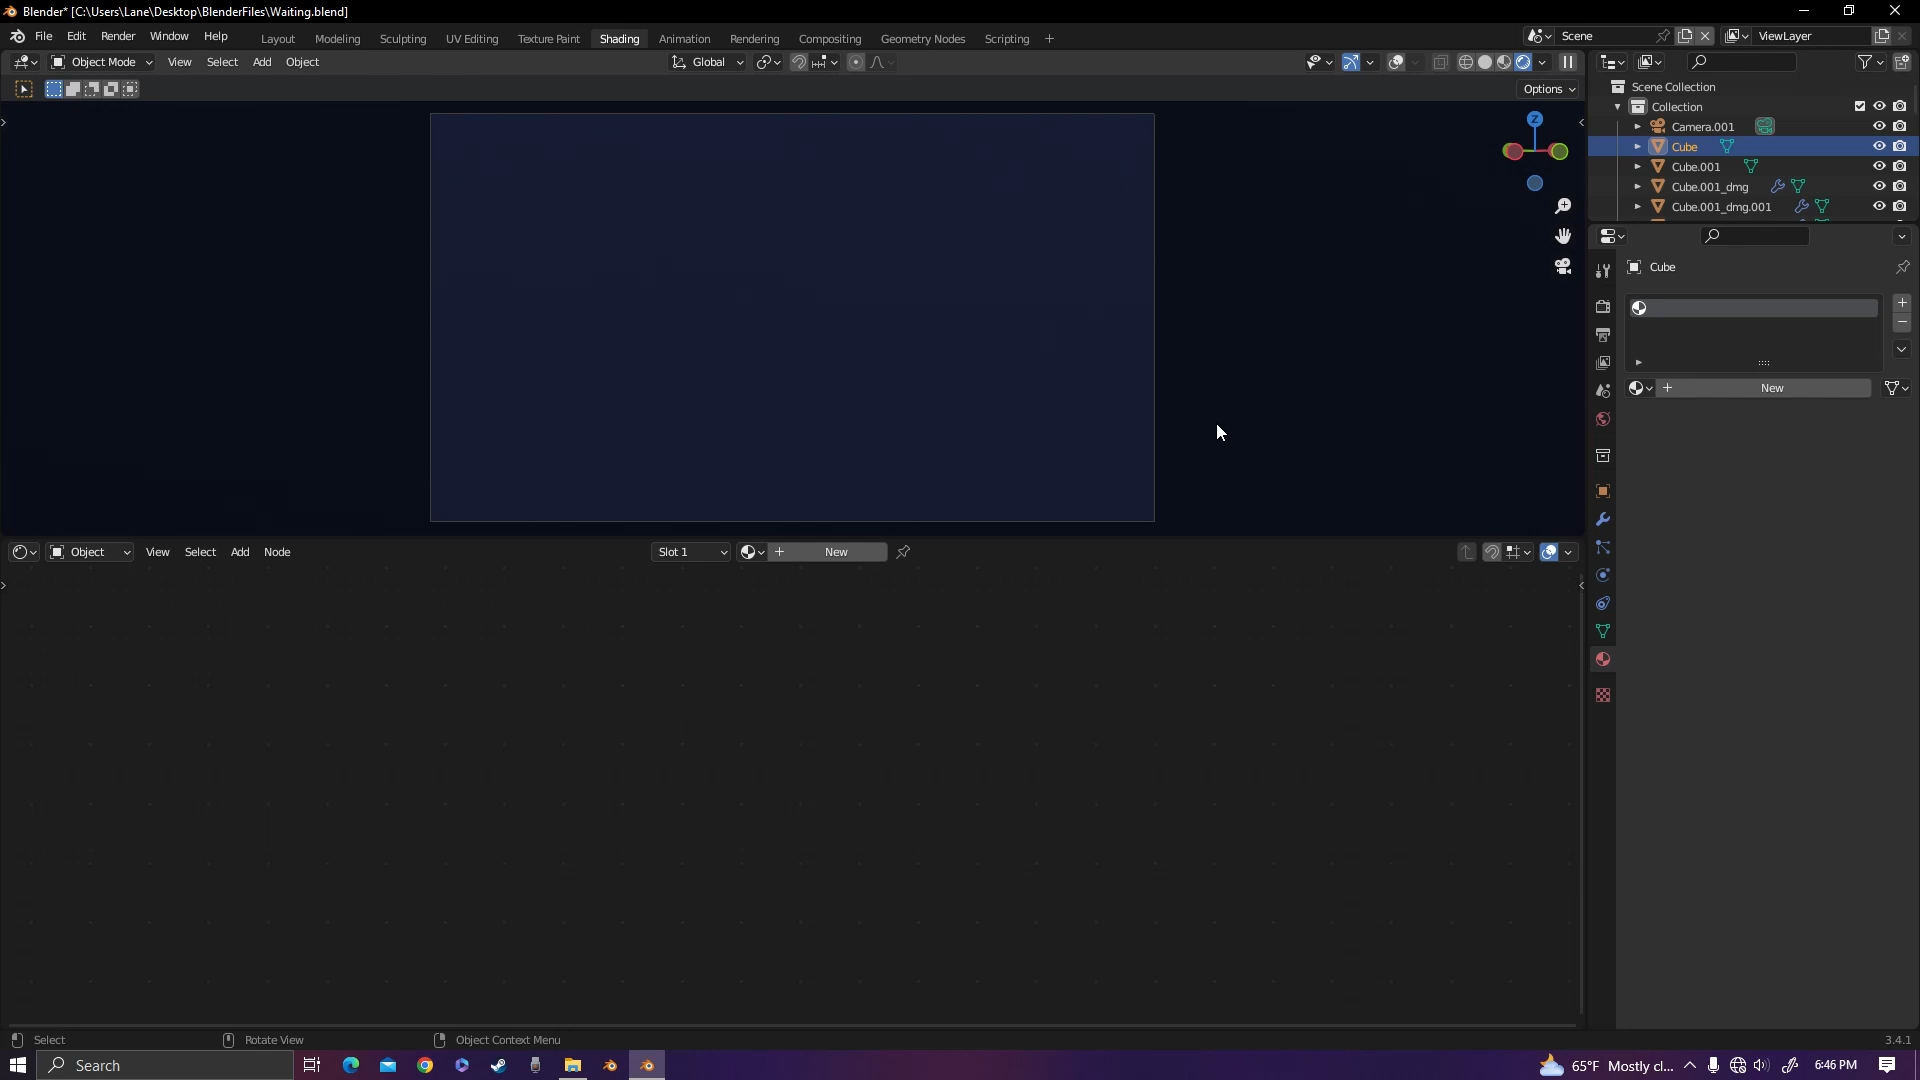 Blender* [C:\Users\Lane\Desktop\BlenderFiles\Waiting.blend]
File Edit Render Window Help Layout Modeling Sculpting UV Editing Texture Paint Shading Animation Rendering Compositing Geometry Nodes Scripting + Scene ViewLayer
Object Mode View Select Add Object Global
Options
Z
Scene Collection
Collection
Camera.001
Cube
Cube.001
Cube.001_dmg
Cube.001_dmg.001
Cube
New
Object View Select Add Node Slot 1 New
Select Rotate View Object Context Menu 3.4.1
Search 65°F Mostly cl... 6:46 PM